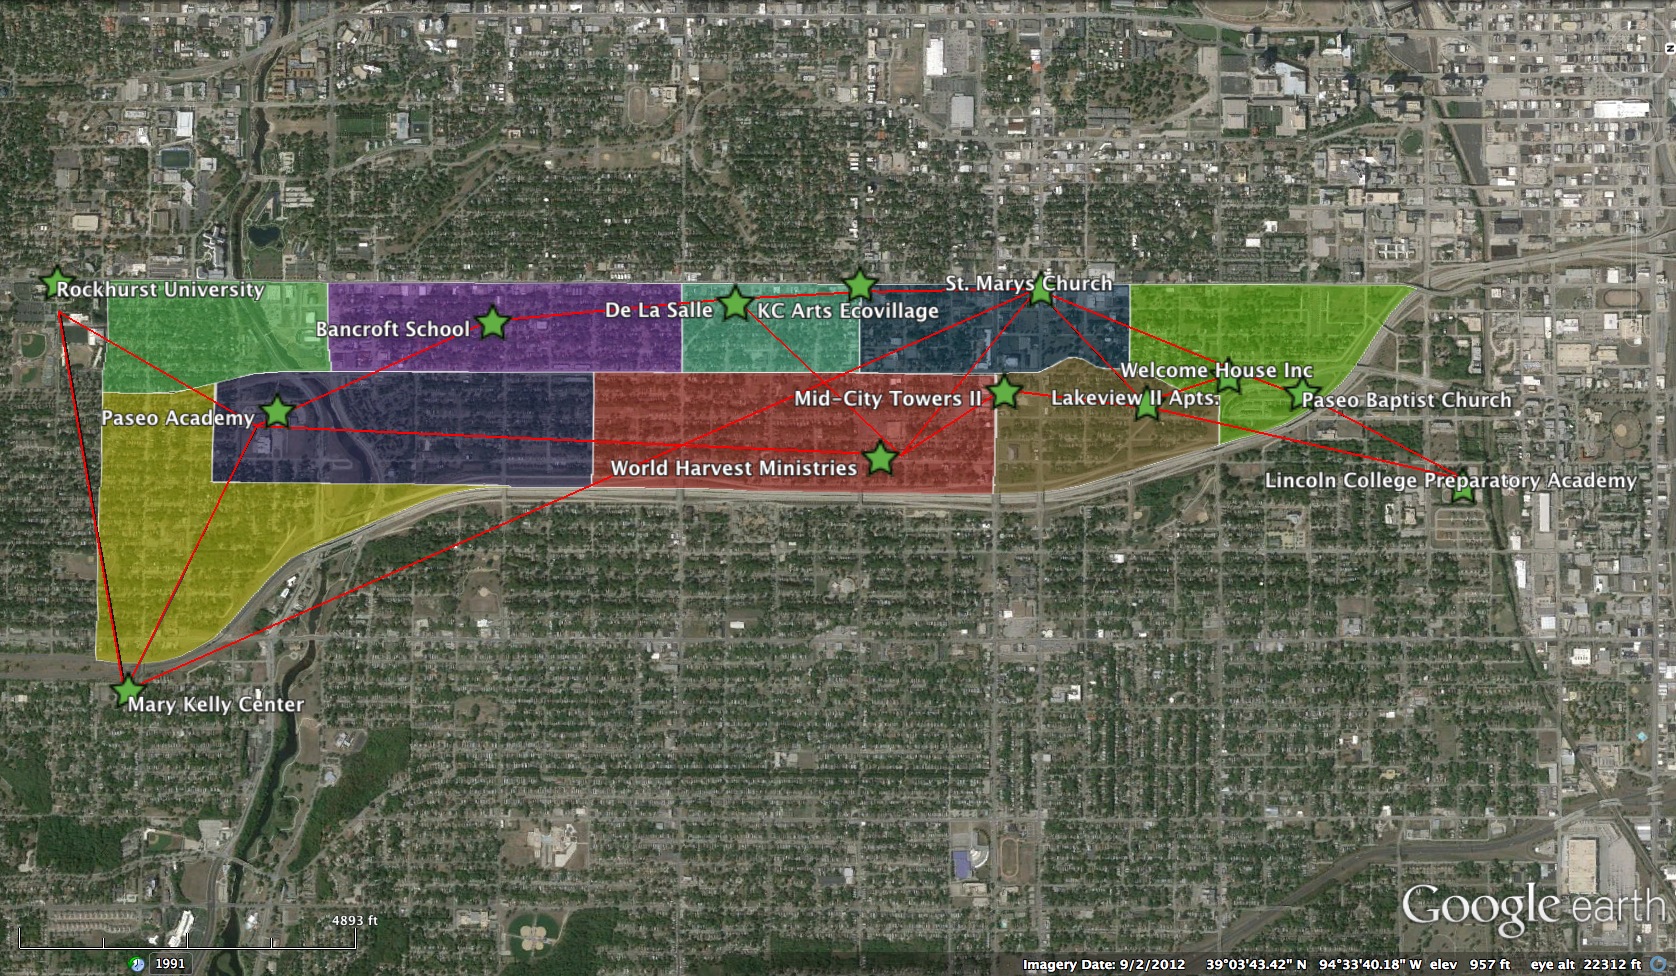 N
Rockhurst University
St. Marys Church
De La Salle
KC Arts Ecovillage
Bancroft School
Welcome House Inc
Mid-City Towers II
Lakeview II Apts.
Paseo Baptist Church
Paseo Academy
World Harvest Ministries
Lincoln College Preparatory Academy
Mary Kelly Center
Google earth
4893 ft
1991
Imagery Date: 9/2/2012 39°03'43.42" N 94°33'40.18" W elev 957 ft eye alt 22312 ft